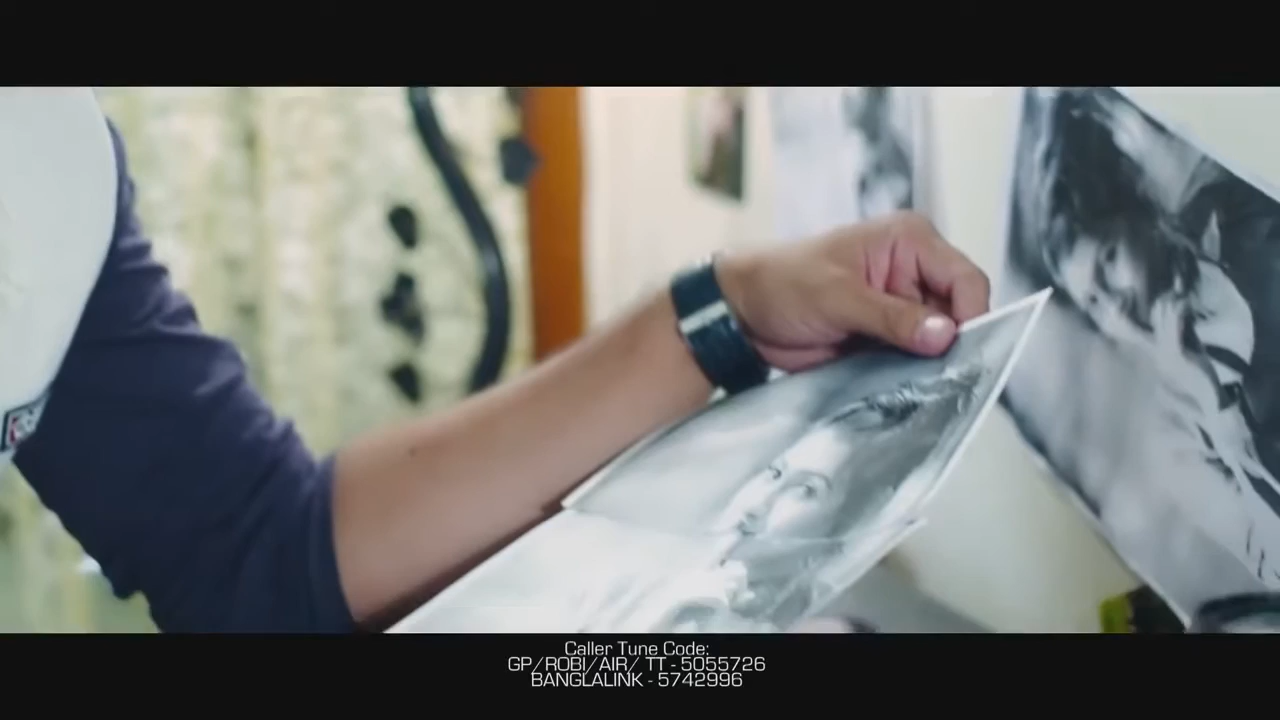 Caller Tune Code:
GP/ROBI/AIR/ TT - 5055726
BANGLALINK - 5742996